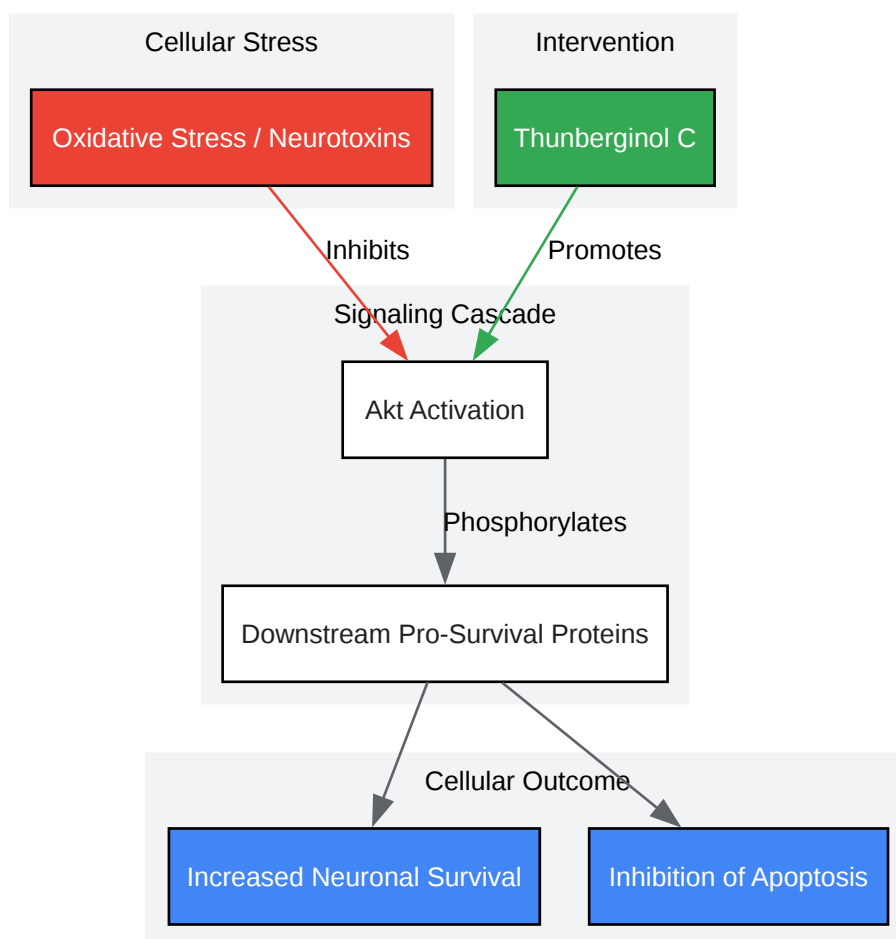 Cellular Stress
Intervention
Oxidative Stress / Neurotoxins
Thunberginol C
Inhibits
Promotes
Signaling Cascade
Akt Activation
Phosphorylates
Downstream Pro-Survival Proteins
Cellular Outcome
Increased Neuronal Survival
Inhibition of Apoptosis